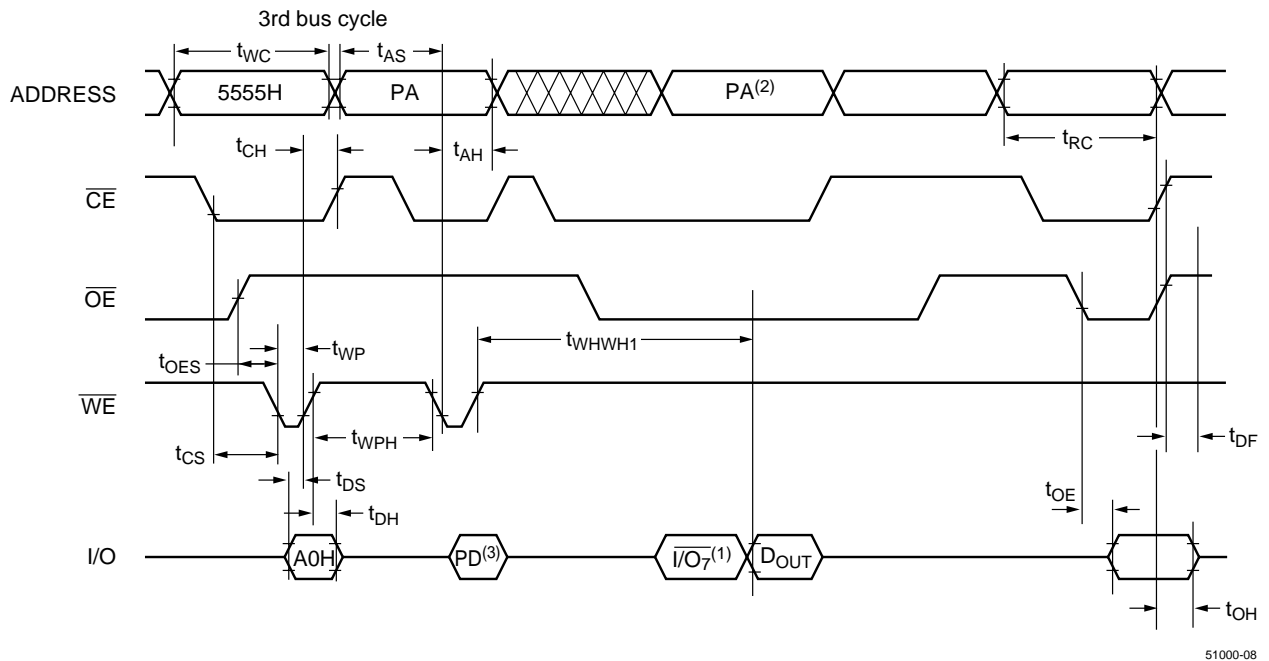 3rd bus cycle
tWC
tAS
ADDRESS
5555H
PA
PA(2)
tCH
tAH
tRC
CE
OE
tWHWH1
tOES
tWP
WE
tWPH
tCS
tDF
tDS
tOE
tDH
I/O
A0H
PD(3)
I/O7(1)
DOUT
tOH
51000-08